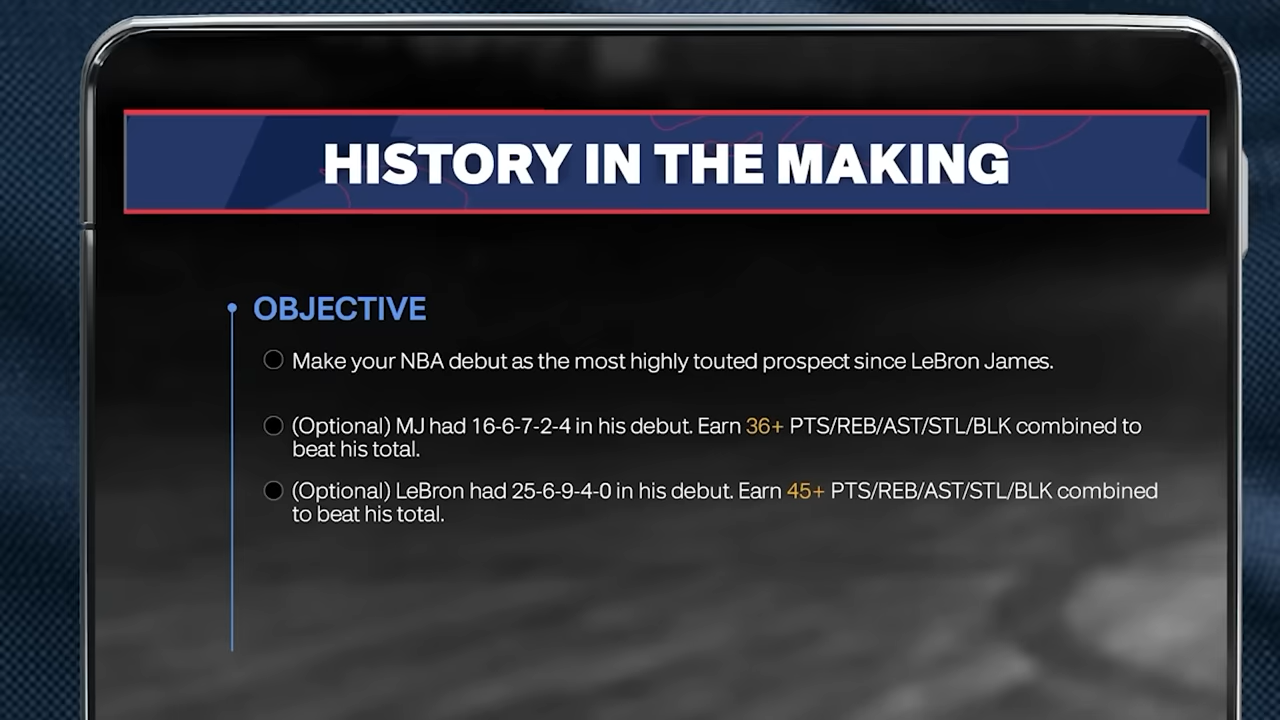 HISTORY IN THE MAKING
OBJECTIVE
Make your NBA debut as the most highly touted prospect since LeBron James.
(Optional) MJ had 16-6-7-2-4 in his debut. Earn 36+ PTS/REB/AST/STL/BLK combined to
beat his total.
(Optional) LeBron had 25-6-9-4-0 in his debut. Earn 45+ PTS/REB/AST/STL/BLK combined
to beat his total.